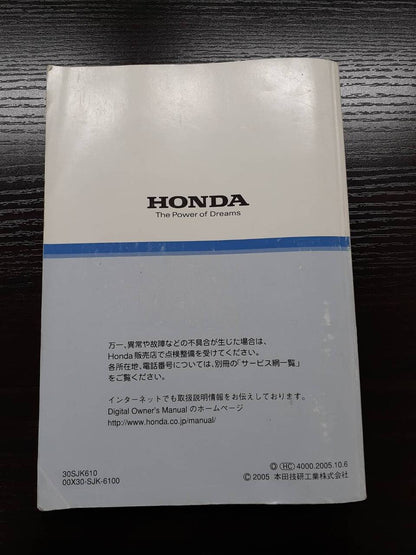 HONDA
The Power of Dreams
万一、異常や故障などの不具合が生じた場合は、
Honda販売店で点検整備を受けてください。
各所在地、電話番号については、別冊の「サービス網一覧」
をご覧ください。
インターネットでも取扱説明情報をお伝えしております。
Digital Owner's Manual のホームページ
http://www.honda.co.jp/manual/
30SJK610
00X30-SJK-6100
◎ HC 4000.2005.10.6
© 2005 本田技研工業株式会社